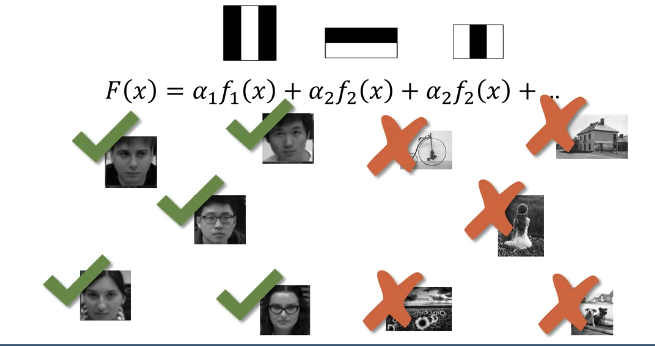 F(x) = α₁f₁(x) + α₂f₂(x) + α₂f₂(x) + ...